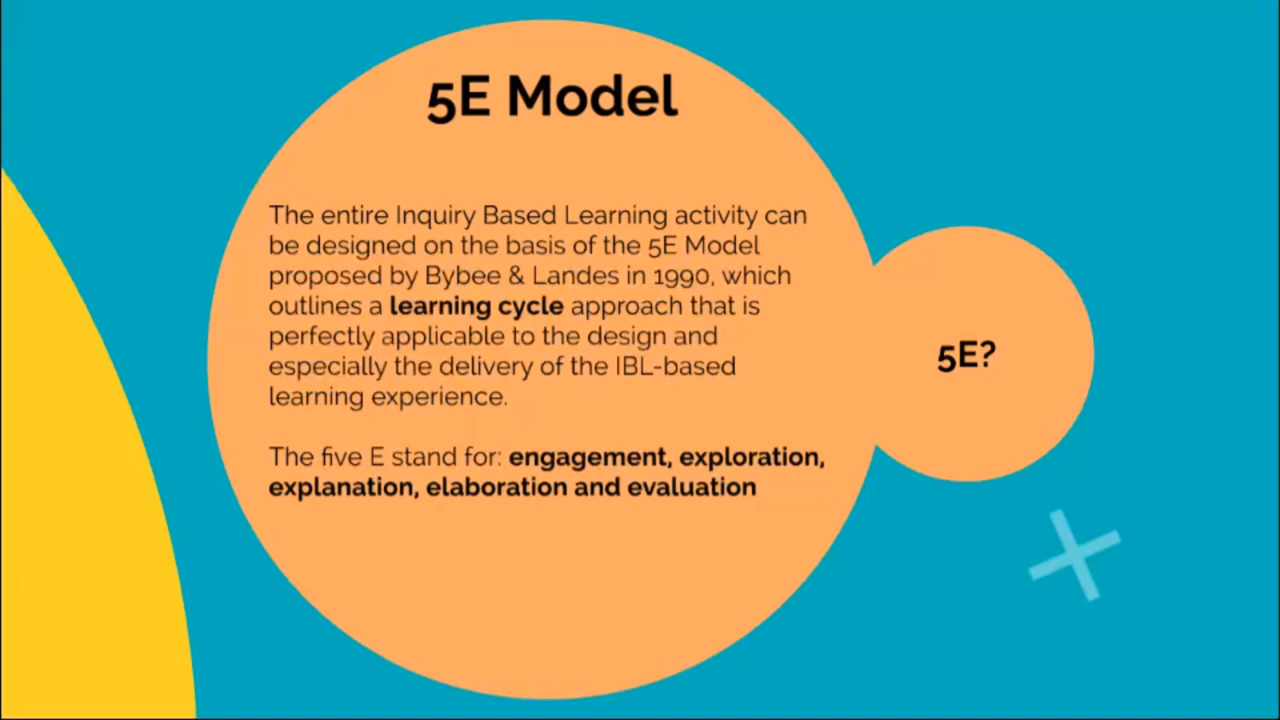 5E Model
The entire Inquiry Based Learning activity can
be designed on the basis of the 5E Model
proposed by Bybee & Landes in 1990, which
outlines a learning cycle approach that is
perfectly applicable to the design and
especially the delivery of the IBL-based
learning experience.
The five E stand for: engagement, exploration,
explanation, elaboration and evaluation
5E?